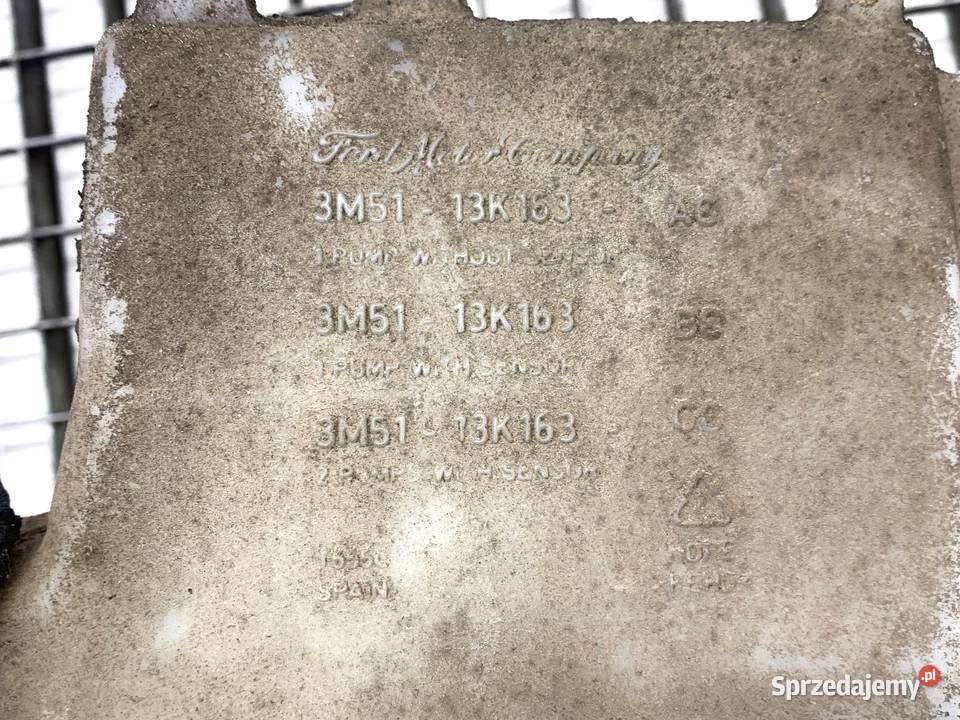 Ford Motor Company
3M51 - 13K163 - AC
1 PUMP WITHOUT SENSOR
3M51 - 13K163 BC
1 PUMP WITH SENSOR
3M51 - 13K163 - CC
2 PUMPS WITH SENSOR
SPAIN
Sprzedajemy.pl